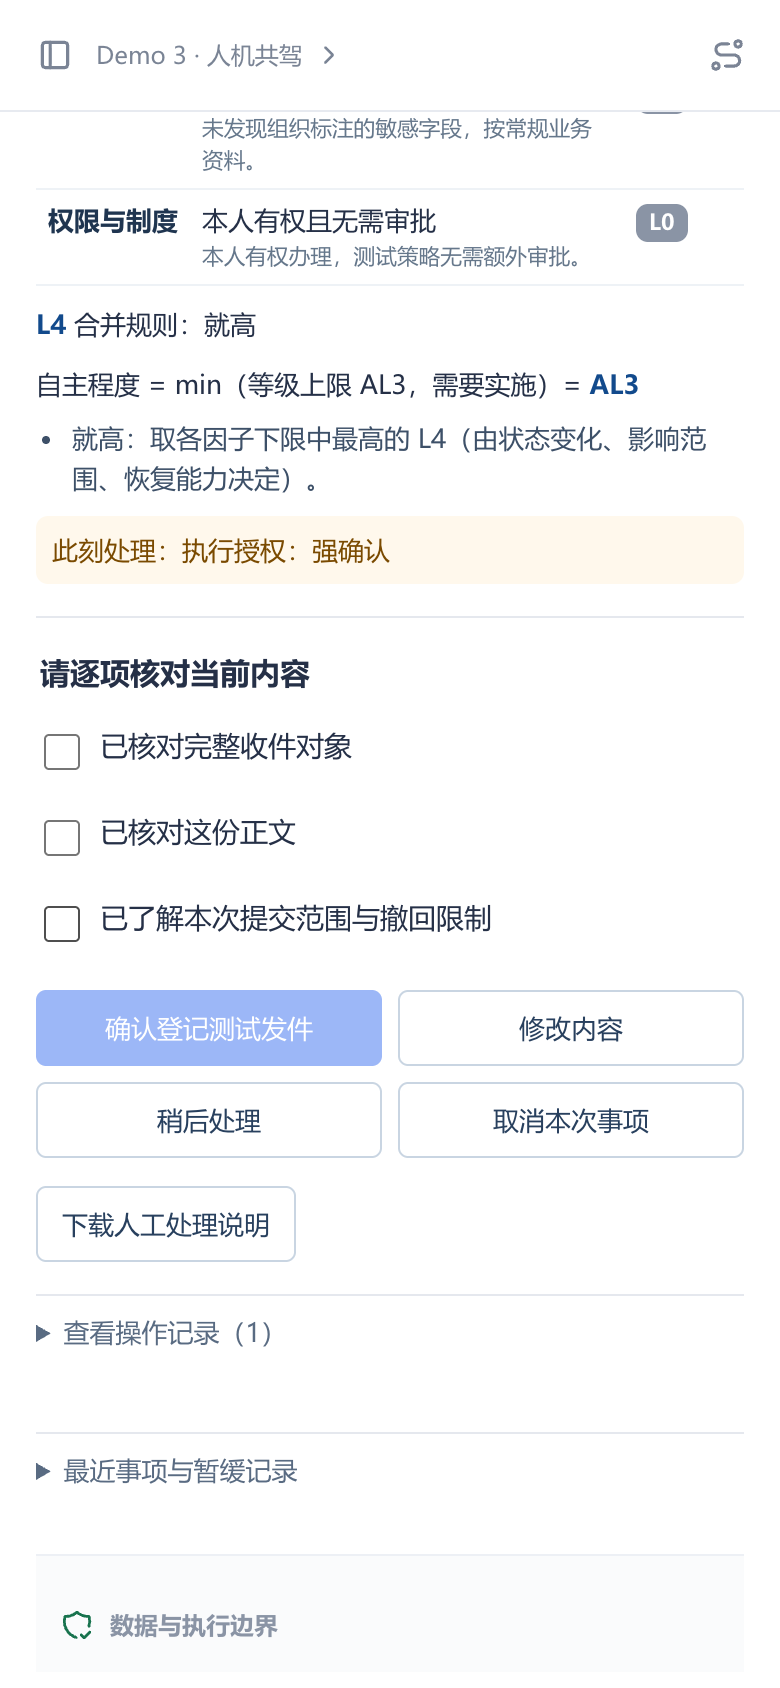 Demo 3 · 人机共驾
未发现组织标注的敏感字段，按常规业务
资料。
权限与制度 本人有权且无需审批 L0
本人有权办理，测试策略无需额外审批。
L4 合并规则：就高
自主程度 = min（等级上限 AL3，需要实施）= AL3
• 就高：取各因子下限中最高的 L4（由状态变化、影响范
围、恢复能力决定）。
此刻处理：执行授权：强确认
请逐项核对当前内容
已核对完整收件对象
已核对这份正文
已了解本次提交范围与撤回限制
确认登记测试发件 修改内容
稍后处理 取消本次事项
下载人工处理说明
查看操作记录（1）
最近事项与暂缓记录
数据与执行边界